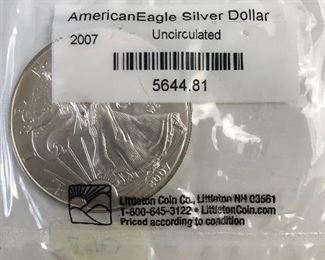 AmericanEagle Silver Dollar
2007 Uncirculated
5644.81
2007
Littleton Coin Co., Littleton NH 03561
1-800-645-3122 • LittletonCoin.com
Priced according to condition